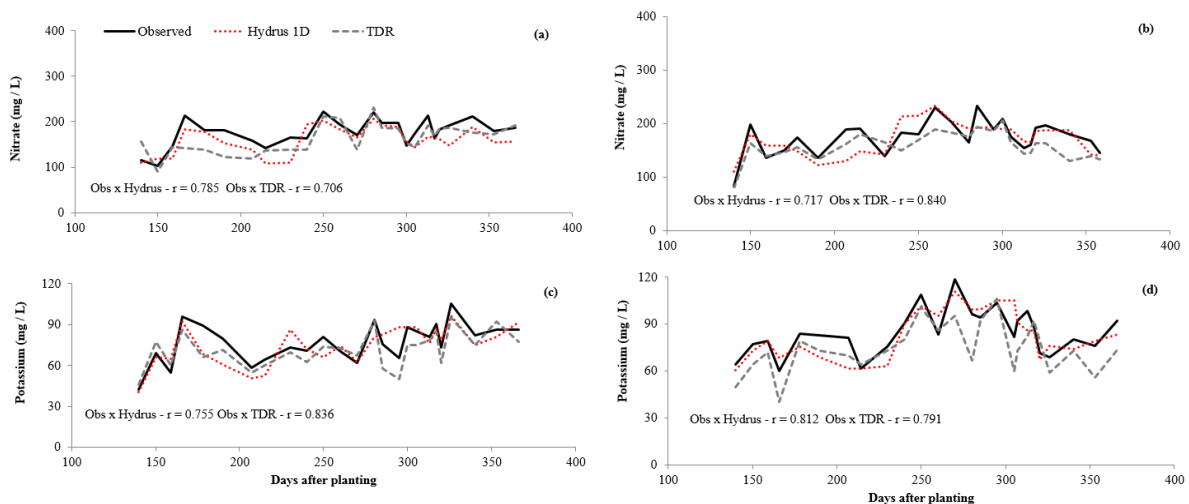 Observed Hydrus 1D TDR
(a)
Nitrate (mg / L)
400
300
200
100
0
Obs x Hydrus - r = 0.785 Obs x TDR - r = 0.706
100 150 200 250 300 350 400
(b)
Nitrate (mg / L)
400
300
200
100
0
Obs x Hydrus - r = 0.717 Obs x TDR - r = 0.840
100 150 200 250 300 350 400
(c)
Potassinm (mg / L)
120
90
60
30
0
Obs x Hydrus - r = 0.755 Obs x TDR - r = 0.836
100 150 200 250 300 350 400
Days after planting
(d)
Potassium (mg / L)
120
90
60
30
0
Obs x Hydrus - r = 0.812 Obs x TDR - r = 0.791
100 150 200 250 300 350 400
Days after planting